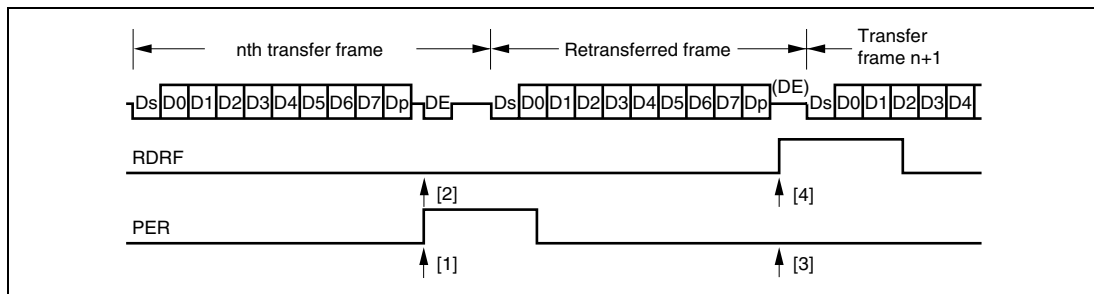 nth transfer frame Retransferred frame Transfer
frame n+1
(DE)
Ds D0 D1 D2 D3 D4 D5 D6 D7 Dp DE Ds D0 D1 D2 D3 D4 D5 D6 D7 Dp Ds D0 D1 D2 D3 D4
RDRF
[2] [4]
PER
[1] [3]